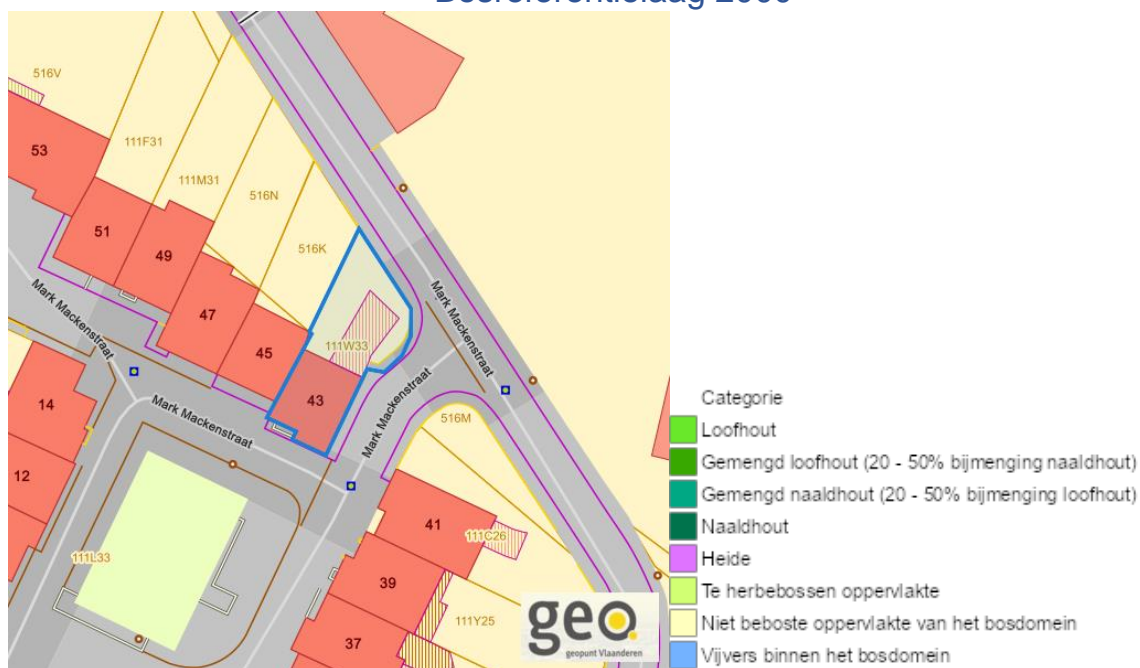 Bosreferentielaag 2000
516V
53
111F31
111M31
51
49
516N
516K
Mark Mackenstraat
47
45
111W33
Mark Mackenstraat
43
Mark Mackenstraat
Mark Mackenstraat
14
12
516M
41
111C26
111L33
39
111Y25
37
geo
geopunt Vlaanderen
Categorie
Loofhout
Gemengd loofhout (20 - 50% bijmenging naaldhout)
Gemengd naaldhout (20 - 50% bijmenging loofhout)
Naaldhout
Heide
Te herbebossen oppervlakte
Niet beboste oppervlakte van het bosdomein
Vijvers binnen het bosdomein